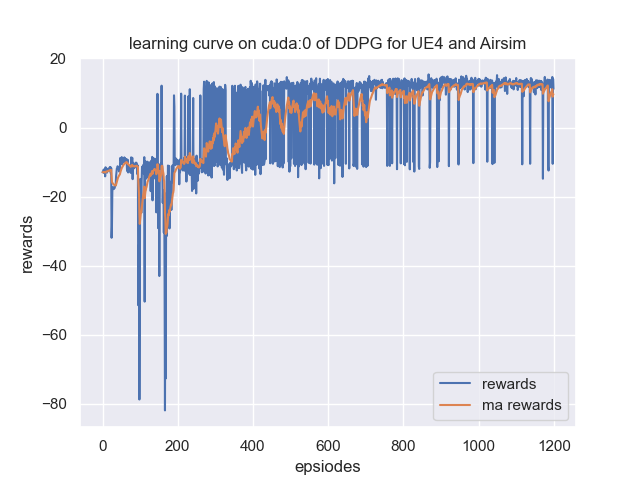 learning curve on cuda:0 of DDPG for UE4 and Airsim
20
0
−20
−40
−60
−80
rewards
0 200 400 600 800 1000 1200
epsiodes
rewards
ma rewards